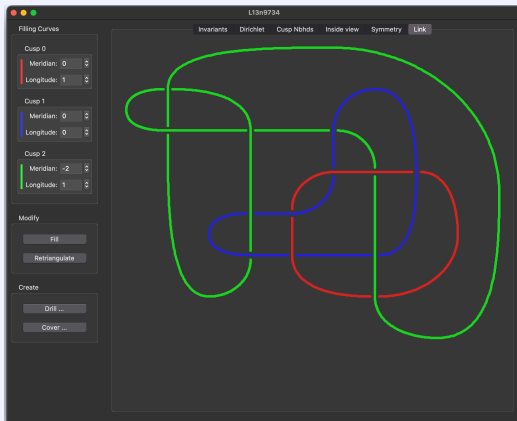 L13n9734
Filling Curves
Invariants Dirichlet Cusp Nbhds Inside view Symmetry Link
Cusp 0
Meridian: 0
Longitude: 1
Cusp 1
Meridian: 0
Longitude: 0
Cusp 2
Meridian: -2
Longitude: 1
Modify
Fill
Retriangulate
Create
Drill ...
Cover ...